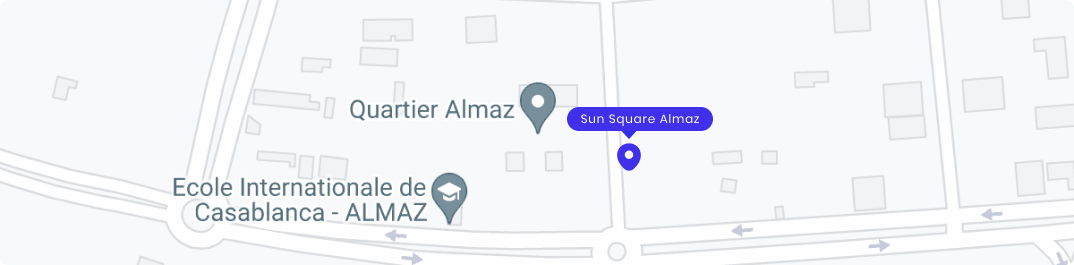 Quartier Almaz
Sun Square Almaz
Ecole Internationale de
Casablanca - ALMAZ